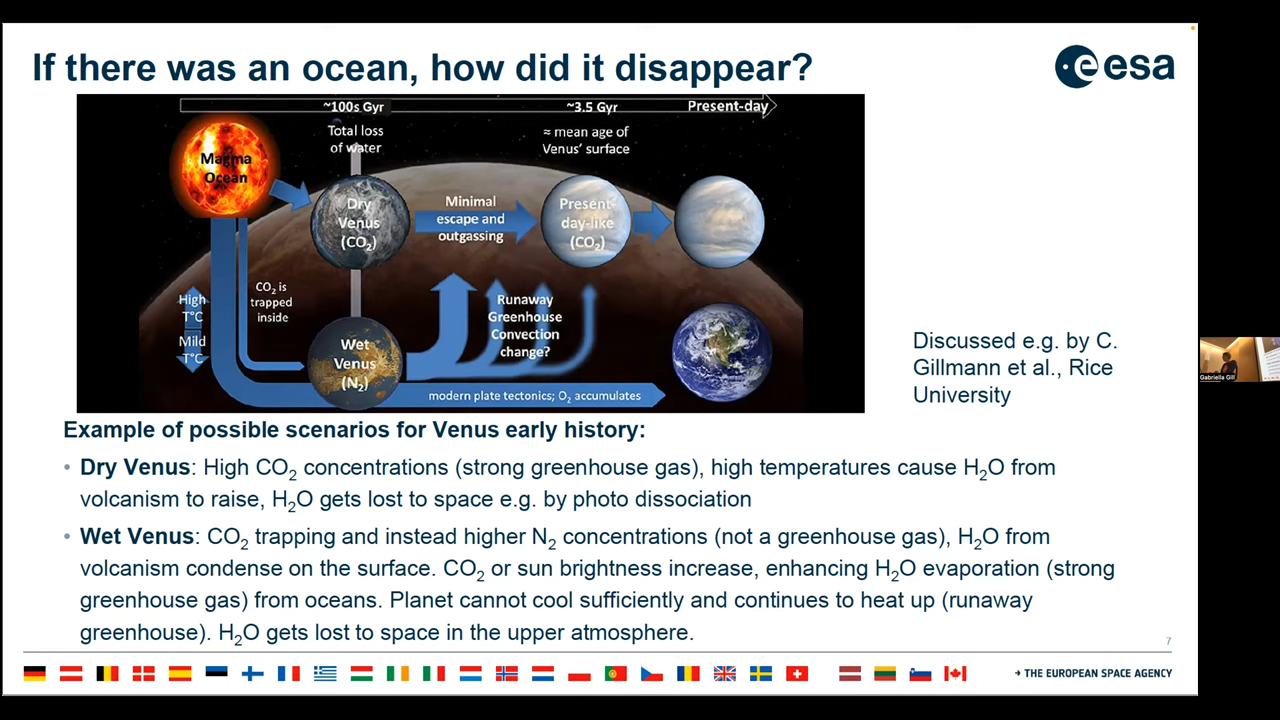 If there was an ocean, how did it disappear?
esa
~100s Gyr
~3.5 Gyr
Present-day
Total loss
of water
≈ mean age of
Venus' surface
Magma
Ocean
Dry
Venus
(CO₂)
Minimal
escape and
outgassing
Present-
day-like
(CO₂)
High
T°C
Mild
T°C
CO₂ is
trapped
inside
Runaway
Greenhouse
Convection
change?
Wet
Venus
(N₂)
modern plate tectonics; O₂ accumulates
Discussed e.g. by C.
Gillmann et al., Rice
University
Example of possible scenarios for Venus early history:
• Dry Venus: High CO₂ concentrations (strong greenhouse gas), high temperatures cause H₂O from
volcanism to raise, H₂O gets lost to space e.g. by photo dissociation
• Wet Venus: CO₂ trapping and instead higher N₂ concentrations (not a greenhouse gas), H₂O from
volcanism condense on the surface. CO₂ or sun brightness increase, enhancing H₂O evaporation (strong
greenhouse gas) from oceans. Planet cannot cool sufficiently and continues to heat up (runaway
greenhouse). H₂O gets lost to space in the upper atmosphere.
7
→ THE EUROPEAN SPACE AGENCY
Gabriella Gill